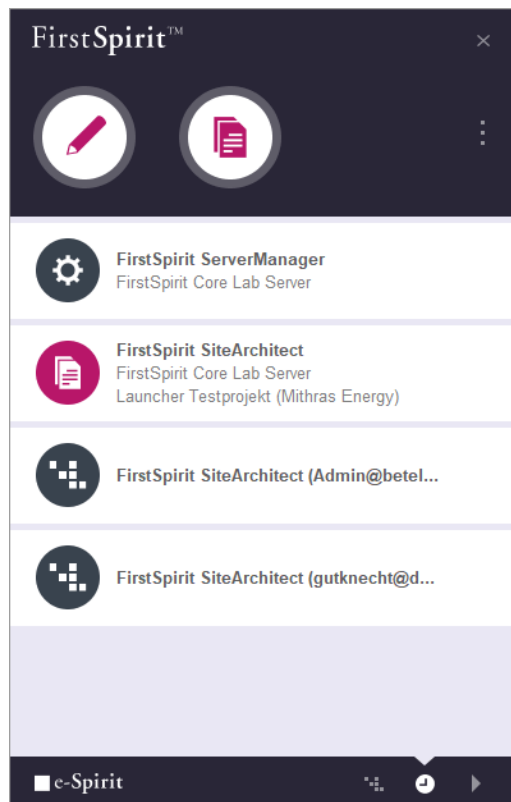 FirstSpirit™
FirstSpirit ServerManager
FirstSpirit Core Lab Server
FirstSpirit SiteArchitect
FirstSpirit Core Lab Server
Launcher Testprojekt (Mithras Energy)
FirstSpirit SiteArchitect (Admin@betel...
FirstSpirit SiteArchitect (gutknecht@d...
e-Spirit